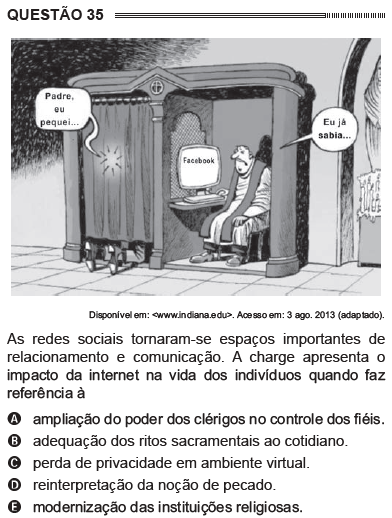 QUESTÃO 35
Padre,
eu
pequei...
Facebook
Eu já
sabia...
Disponível em: <www.indiana.edu>. Acesso em: 3 ago. 2013 (adaptado).
As redes sociais tornaram-se espaços importantes de
relacionamento e comunicação. A charge apresenta o
impacto da internet na vida dos indivíduos quando faz
referência à
A ampliação do poder dos clérigos no controle dos fiéis.
B adequação dos ritos sacramentais ao cotidiano.
C perda de privacidade em ambiente virtual.
D reinterpretação da noção de pecado.
E modernização das instituições religiosas.